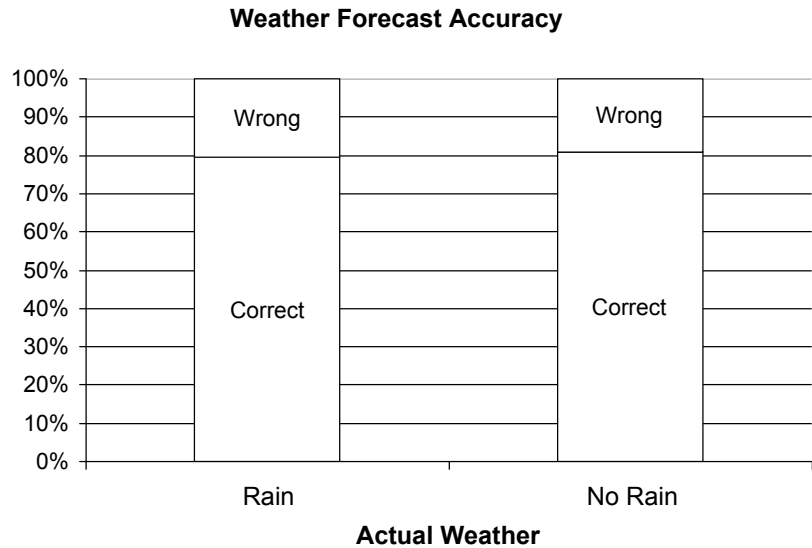 Weather Forecast Accuracy
100%
90%
80%
70%
60%
50%
40%
30%
20%
10%
0%
Wrong
Wrong
Correct
Correct
Rain
No Rain
Actual Weather